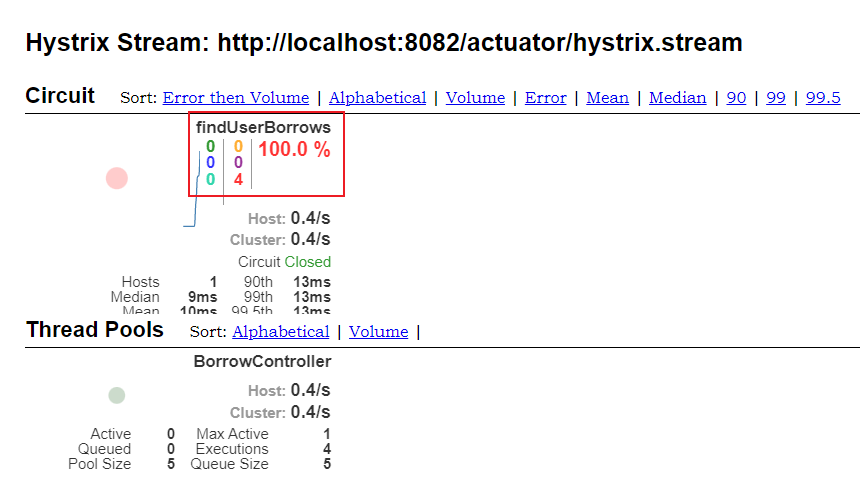 Hystrix Stream: http://localhost:8082/actuator/hystrix.stream
Circuit Sort: Error then Volume | Alphabetical | Volume | Error | Mean | Median | 90 | 99 | 99.5
findUserBorrows
0 0 100.0 %
0 0
0 4
Host: 0.4/s
Cluster: 0.4/s
Circuit Closed
Hosts 1 90th 13ms
Median 9ms 99th 13ms
Mean 10ms 99.5th 13ms
Thread Pools Sort: Alphabetical | Volume |
BorrowController
Host: 0.4/s
Cluster: 0.4/s
Active 0 Max Active 1
Queued 0 Executions 4
Pool Size 5 Queue Size 5